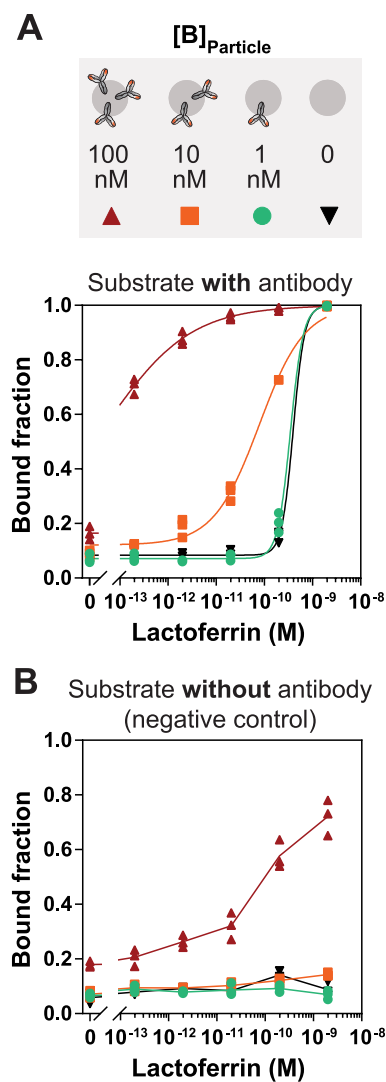 A
[B]Particle
100 nM 10 nM 1 nM 0
Substrate with antibody
Bound fraction
1.0
0.8
0.6
0.4
0.2
0.0
0 10-13 10-12 10-11 10-10 10-9 10-8
Lactoferrin (M)
B
Substrate without antibody
(negative control)
Bound fraction
1.0
0.8
0.6
0.4
0.2
0.0
0 10-13 10-12 10-11 10-10 10-9 10-8
Lactoferrin (M)